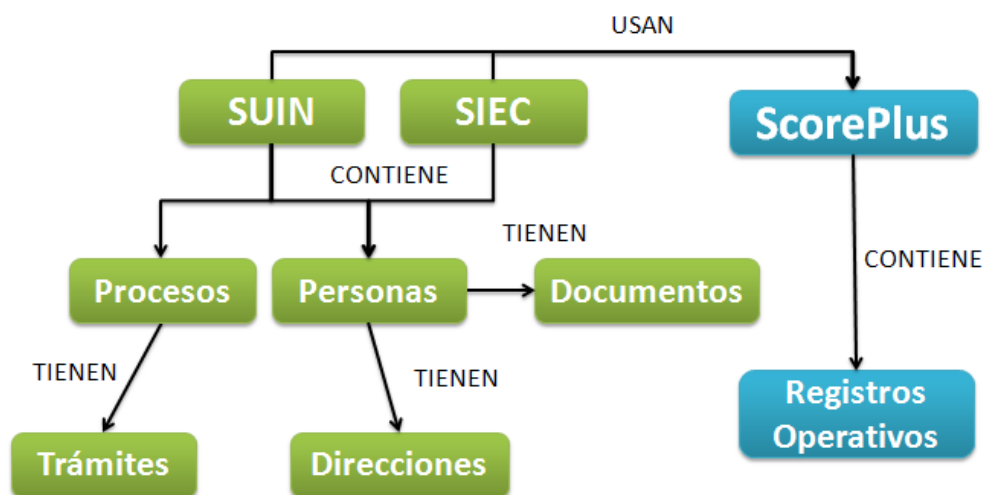 USAN
SUIN
SIEC
ScorePlus
CONTIENE
TIENEN
CONTIENE
Procesos
Personas
Documentos
TIENEN
TIENEN
Registros
Operativos
Trámites
Direcciones